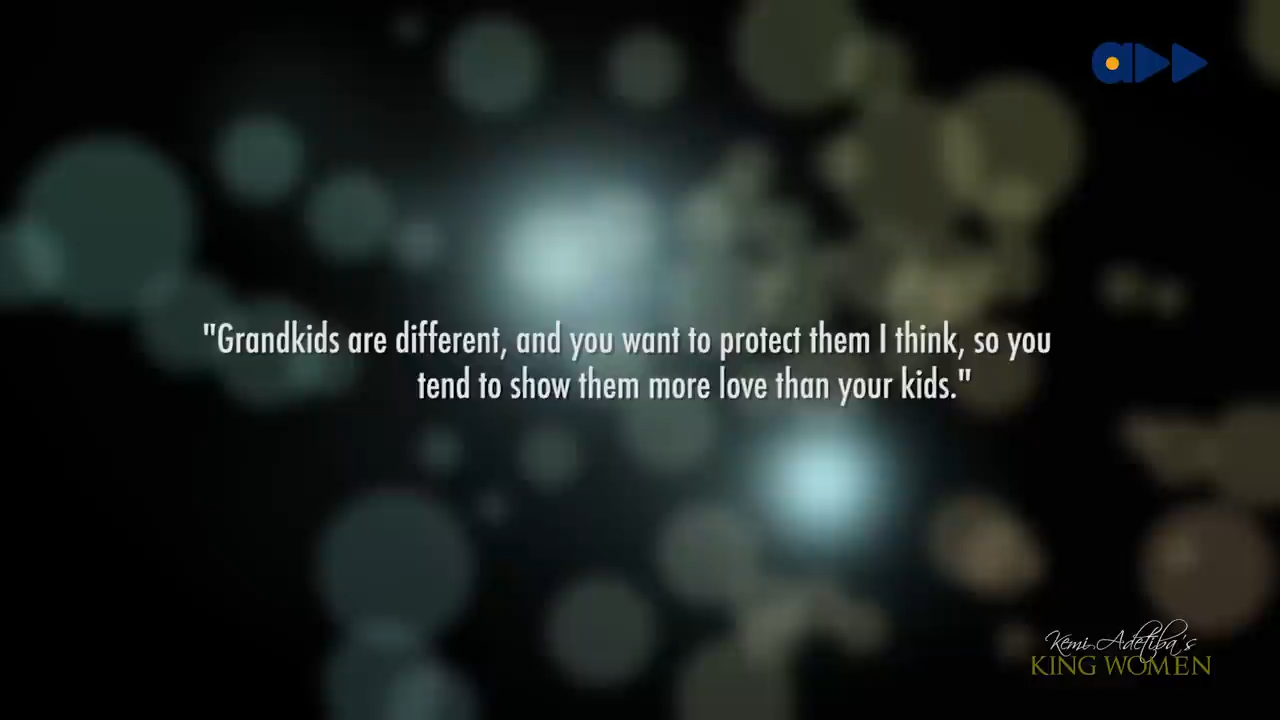 "Grandkids are different, and you want to protect them I think, so you
tend to show them more love than your kids."
Kemi Adetiba's
KING WOMEN